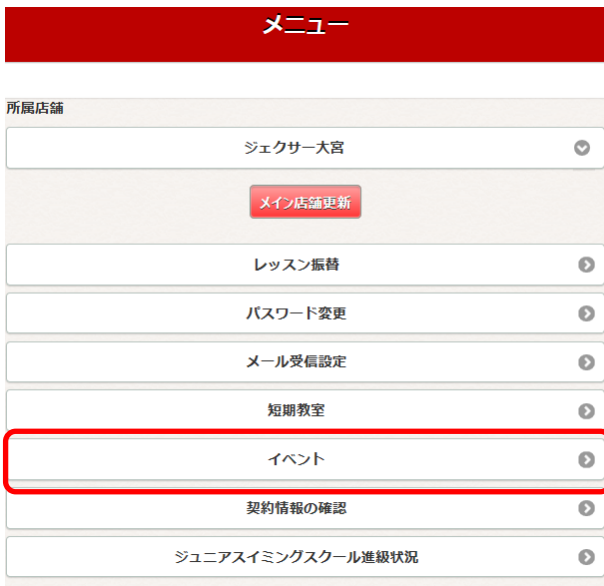 メニュー
所属店舗
ジェクサー大宮
メイン店舗更新
レッスン振替
パスワード変更
メール受信設定
短期教室
イベント
契約情報の確認
ジュニアスイミングスクール進級状況